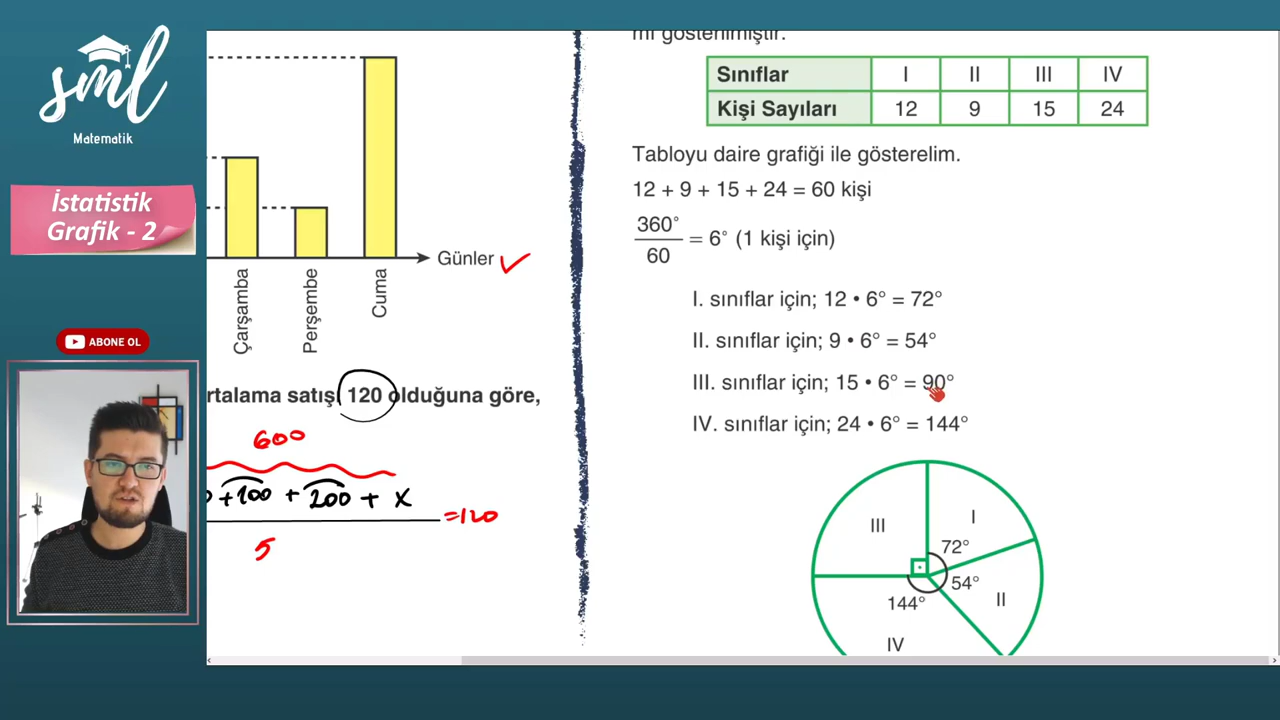 sml
Matematik
İstatistik
Grafik - 2
ABONE OL
Günler
Çarşamba
Perşembe
Cuma
rtalama satışı 120 olduğuna göre,
600
+100 + 200 + x
=120
5
mı gösterilmiştir.
Sınıflar I II III IV
Kişi Sayıları 12 9 15 24
Tabloyu daire grafiği ile gösterelim.
12 + 9 + 15 + 24 = 60 kişi
360°
60
= 6° (1 kişi için)
I. sınıflar için; 12 • 6° = 72°
II. sınıflar için; 9 • 6° = 54°
III. sınıflar için; 15 • 6° = 90°
IV. sınıflar için; 24 • 6° = 144°
III
I
72°
54°
II
144°
IV